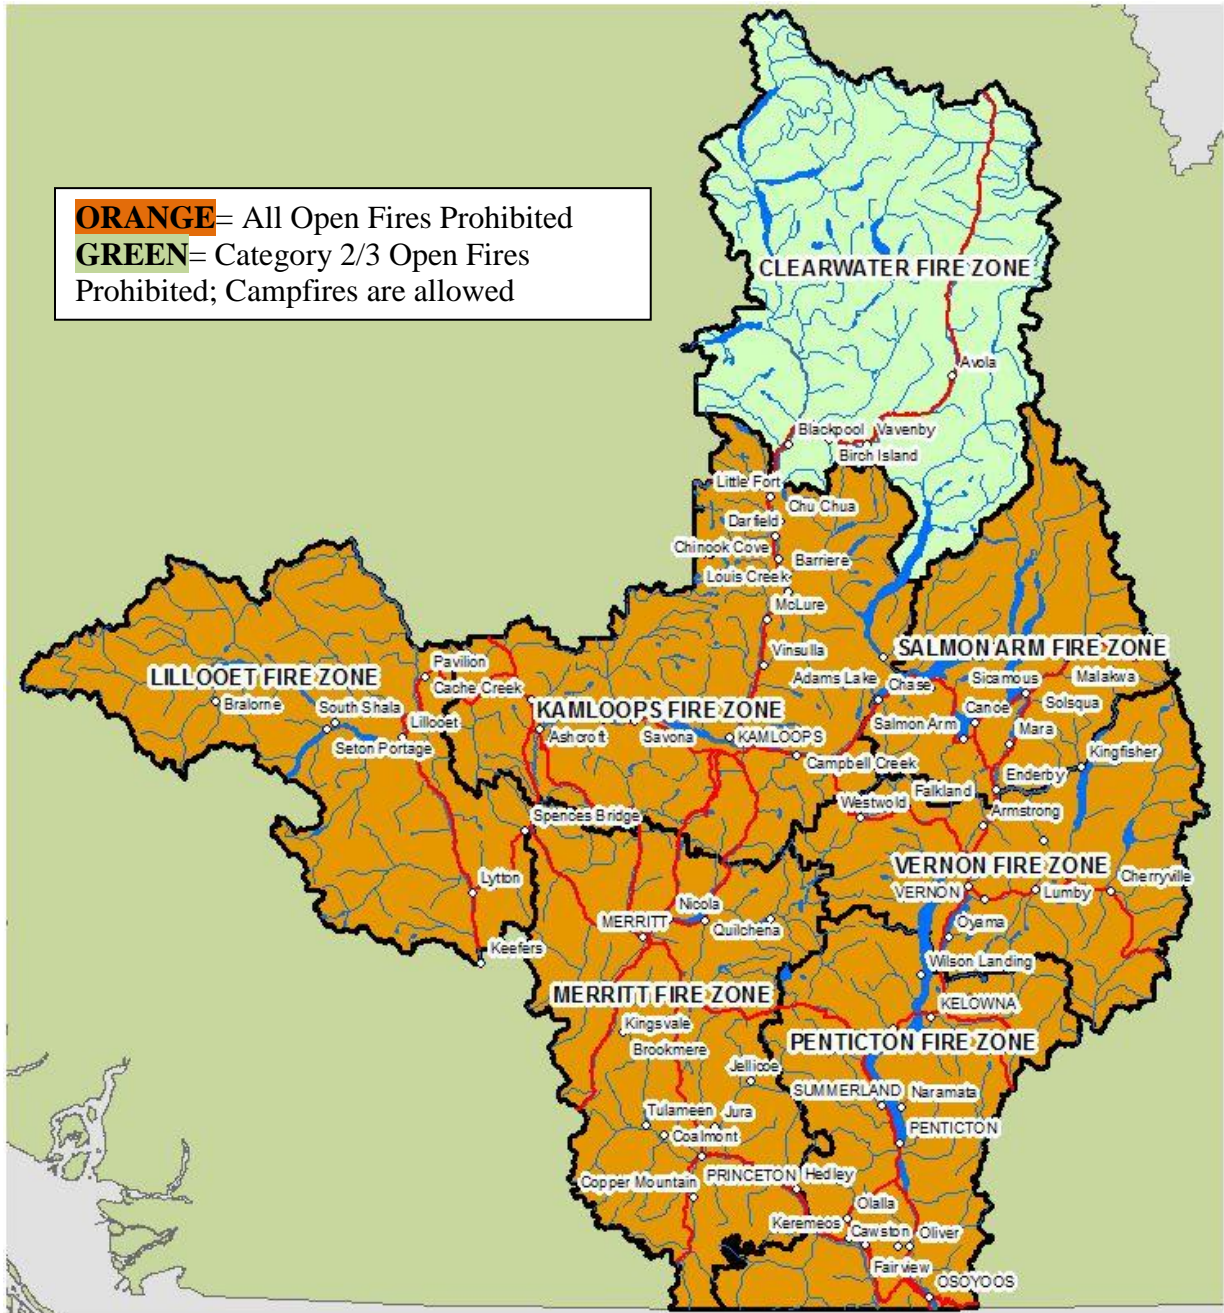 ORANGE= All Open Fires Prohibited
GREEN= Category 2/3 Open Fires
Prohibited; Campfires are allowed
CLEARWATER FIRE ZONE
Avola
Blackpool
Vavenby
Birch Island
Little Fort
Chu Chua
Darfield
Chinook Cove
Barriere
Louis Creek
McLure
Vinsulla
SALMON ARM FIRE ZONE
Pavilion
LILLOOET FIRE ZONE
Cache Creek
Adams Lake
Chase
Sicamous
Malakwa
Bralorne
South Shala
Lillooet
KAMLOOPS FIRE ZONE
Solsqua
Canoe
Salmon Arm
Seton Portage
Ashcroft
Savona
KAMLOOPS
Mara
Kingfisher
Campbell Creek
Enderby
Falkland
Westwold
Armstrong
Spences Bridge
VERNON FIRE ZONE
Lytton
VERNON
Lumby
Cherryville
Nicola
MERRITT
Quilchena
Oyama
Keefers
Wilson Landing
MERRITT FIRE ZONE
KELOWNA
Kingsvale
Brookmere
PENTICTON FIRE ZONE
Jellicoe
SUMMERLAND
Naramata
Tulameen
Jura
Coalmont
PENTICTON
PRINCETON
Hedley
Copper Mountain
Olalla
Keremeos
Cawston
Oliver
Fairview
OSOYOOS